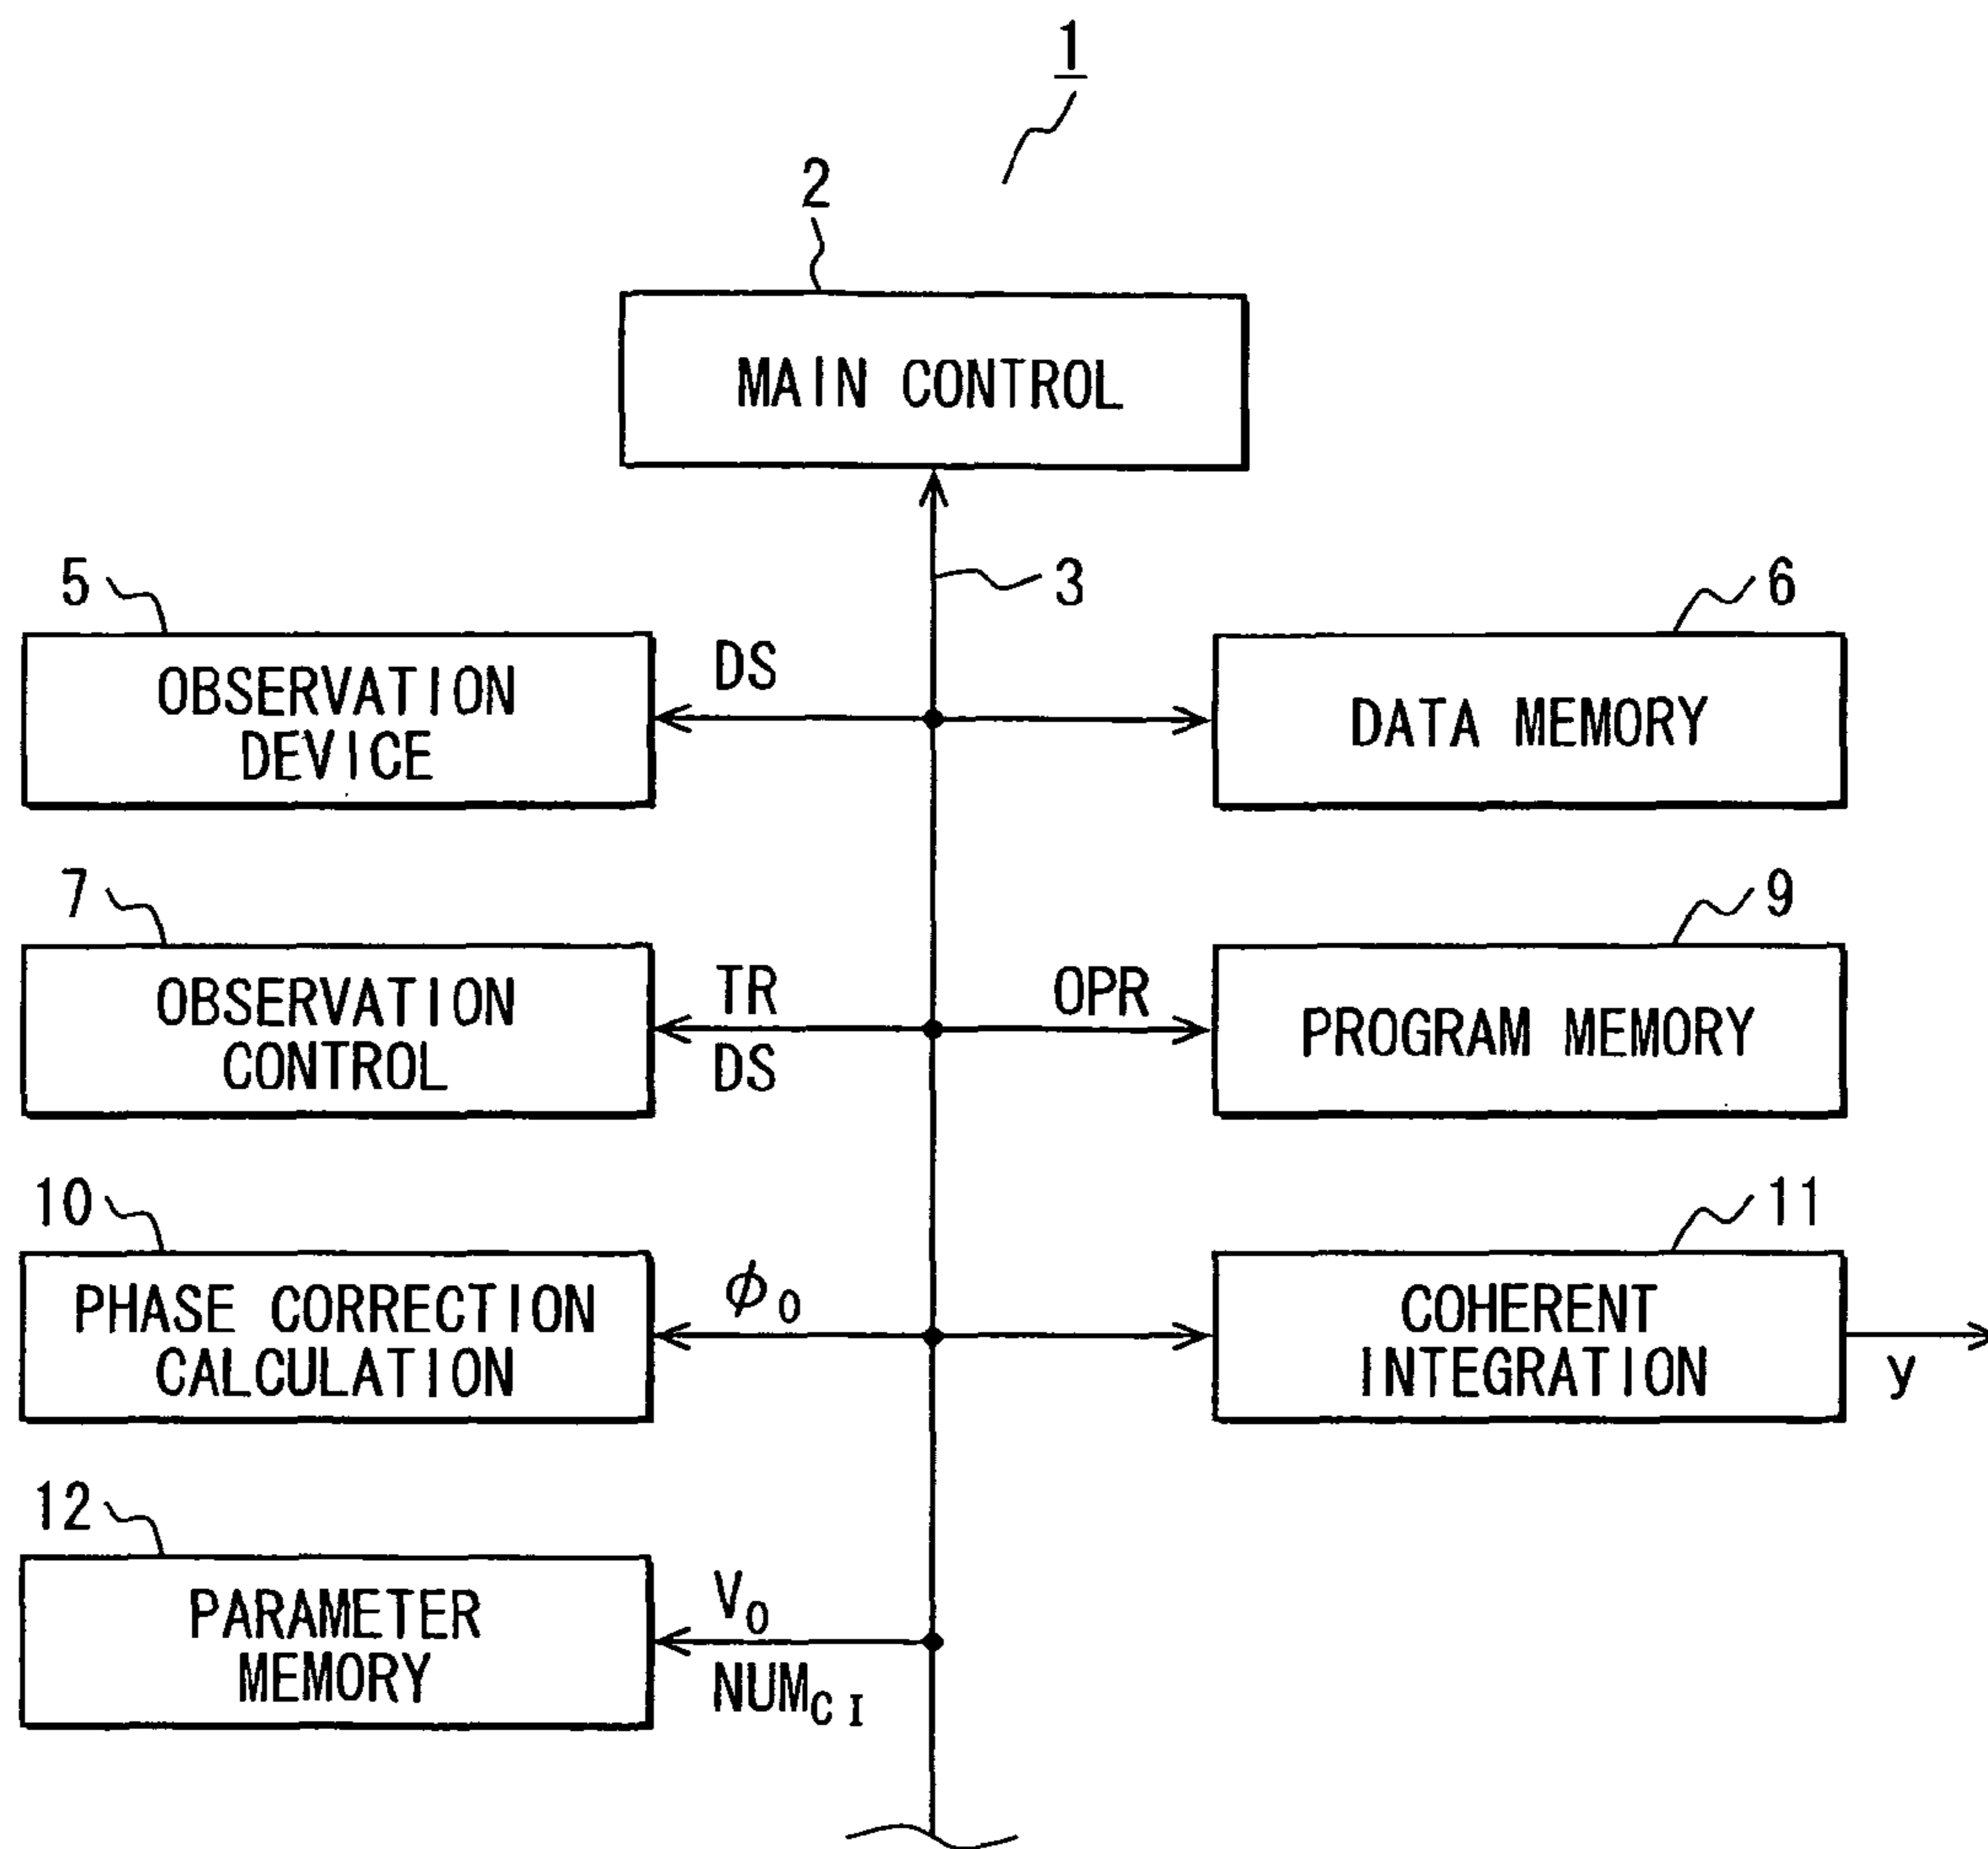 1
2
MAIN CONTROL
3
5
DS
6
OBSERVATION
DEVICE
DATA MEMORY
7
9
OBSERVATION
CONTROL
TR
DS
OPR
PROGRAM MEMORY
10
11
PHASE CORRECTION
CALCULATION
ϕ₀
COHERENT
INTEGRATION
y
12
PARAMETER
MEMORY
V₀
NUM_CI